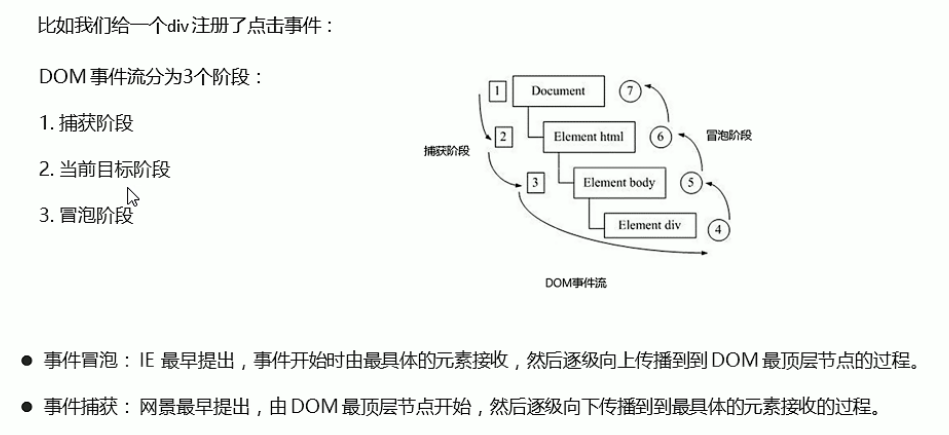 比如我们给一个div 注册了点击事件：
DOM 事件流分为3个阶段：
1. 捕获阶段
2. 当前目标阶段
3. 冒泡阶段
1
Document
7
2
Element html
6
冒泡阶段
捕获阶段
3
Element body
5
Element div
4
DOM事件流
● 事件冒泡： IE 最早提出，事件开始时由最具体的元素接收，然后逐级向上传播到到 DOM 最顶层节点的过程。
● 事件捕获： 网景最早提出，由 DOM 最顶层节点开始，然后逐级向下传播到到最具体的元素接收的过程。